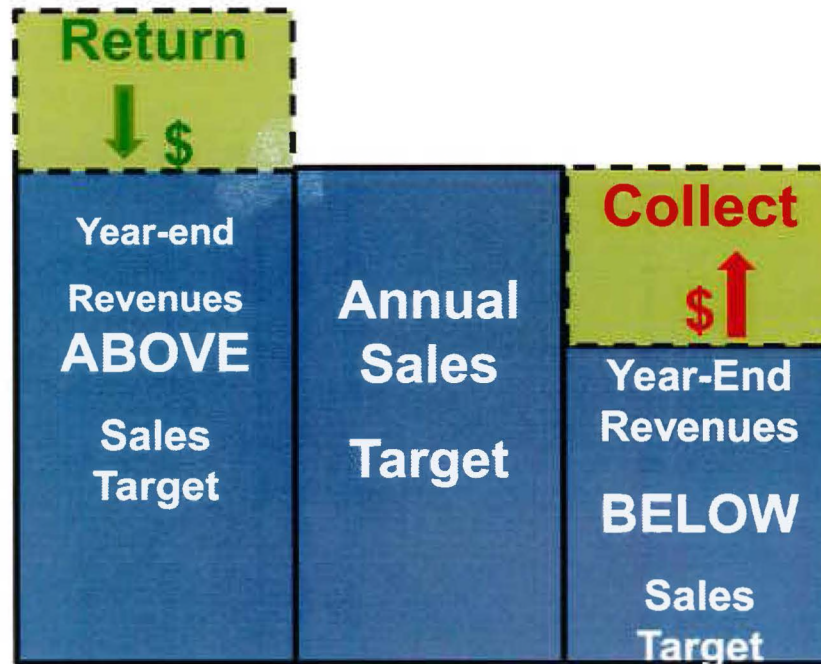 Return
$
Year-end
Revenues
ABOVE
Sales
Target
Annual
Sales
Target
Collect
$
Year-End
Revenues
BELOW
Sales
Target